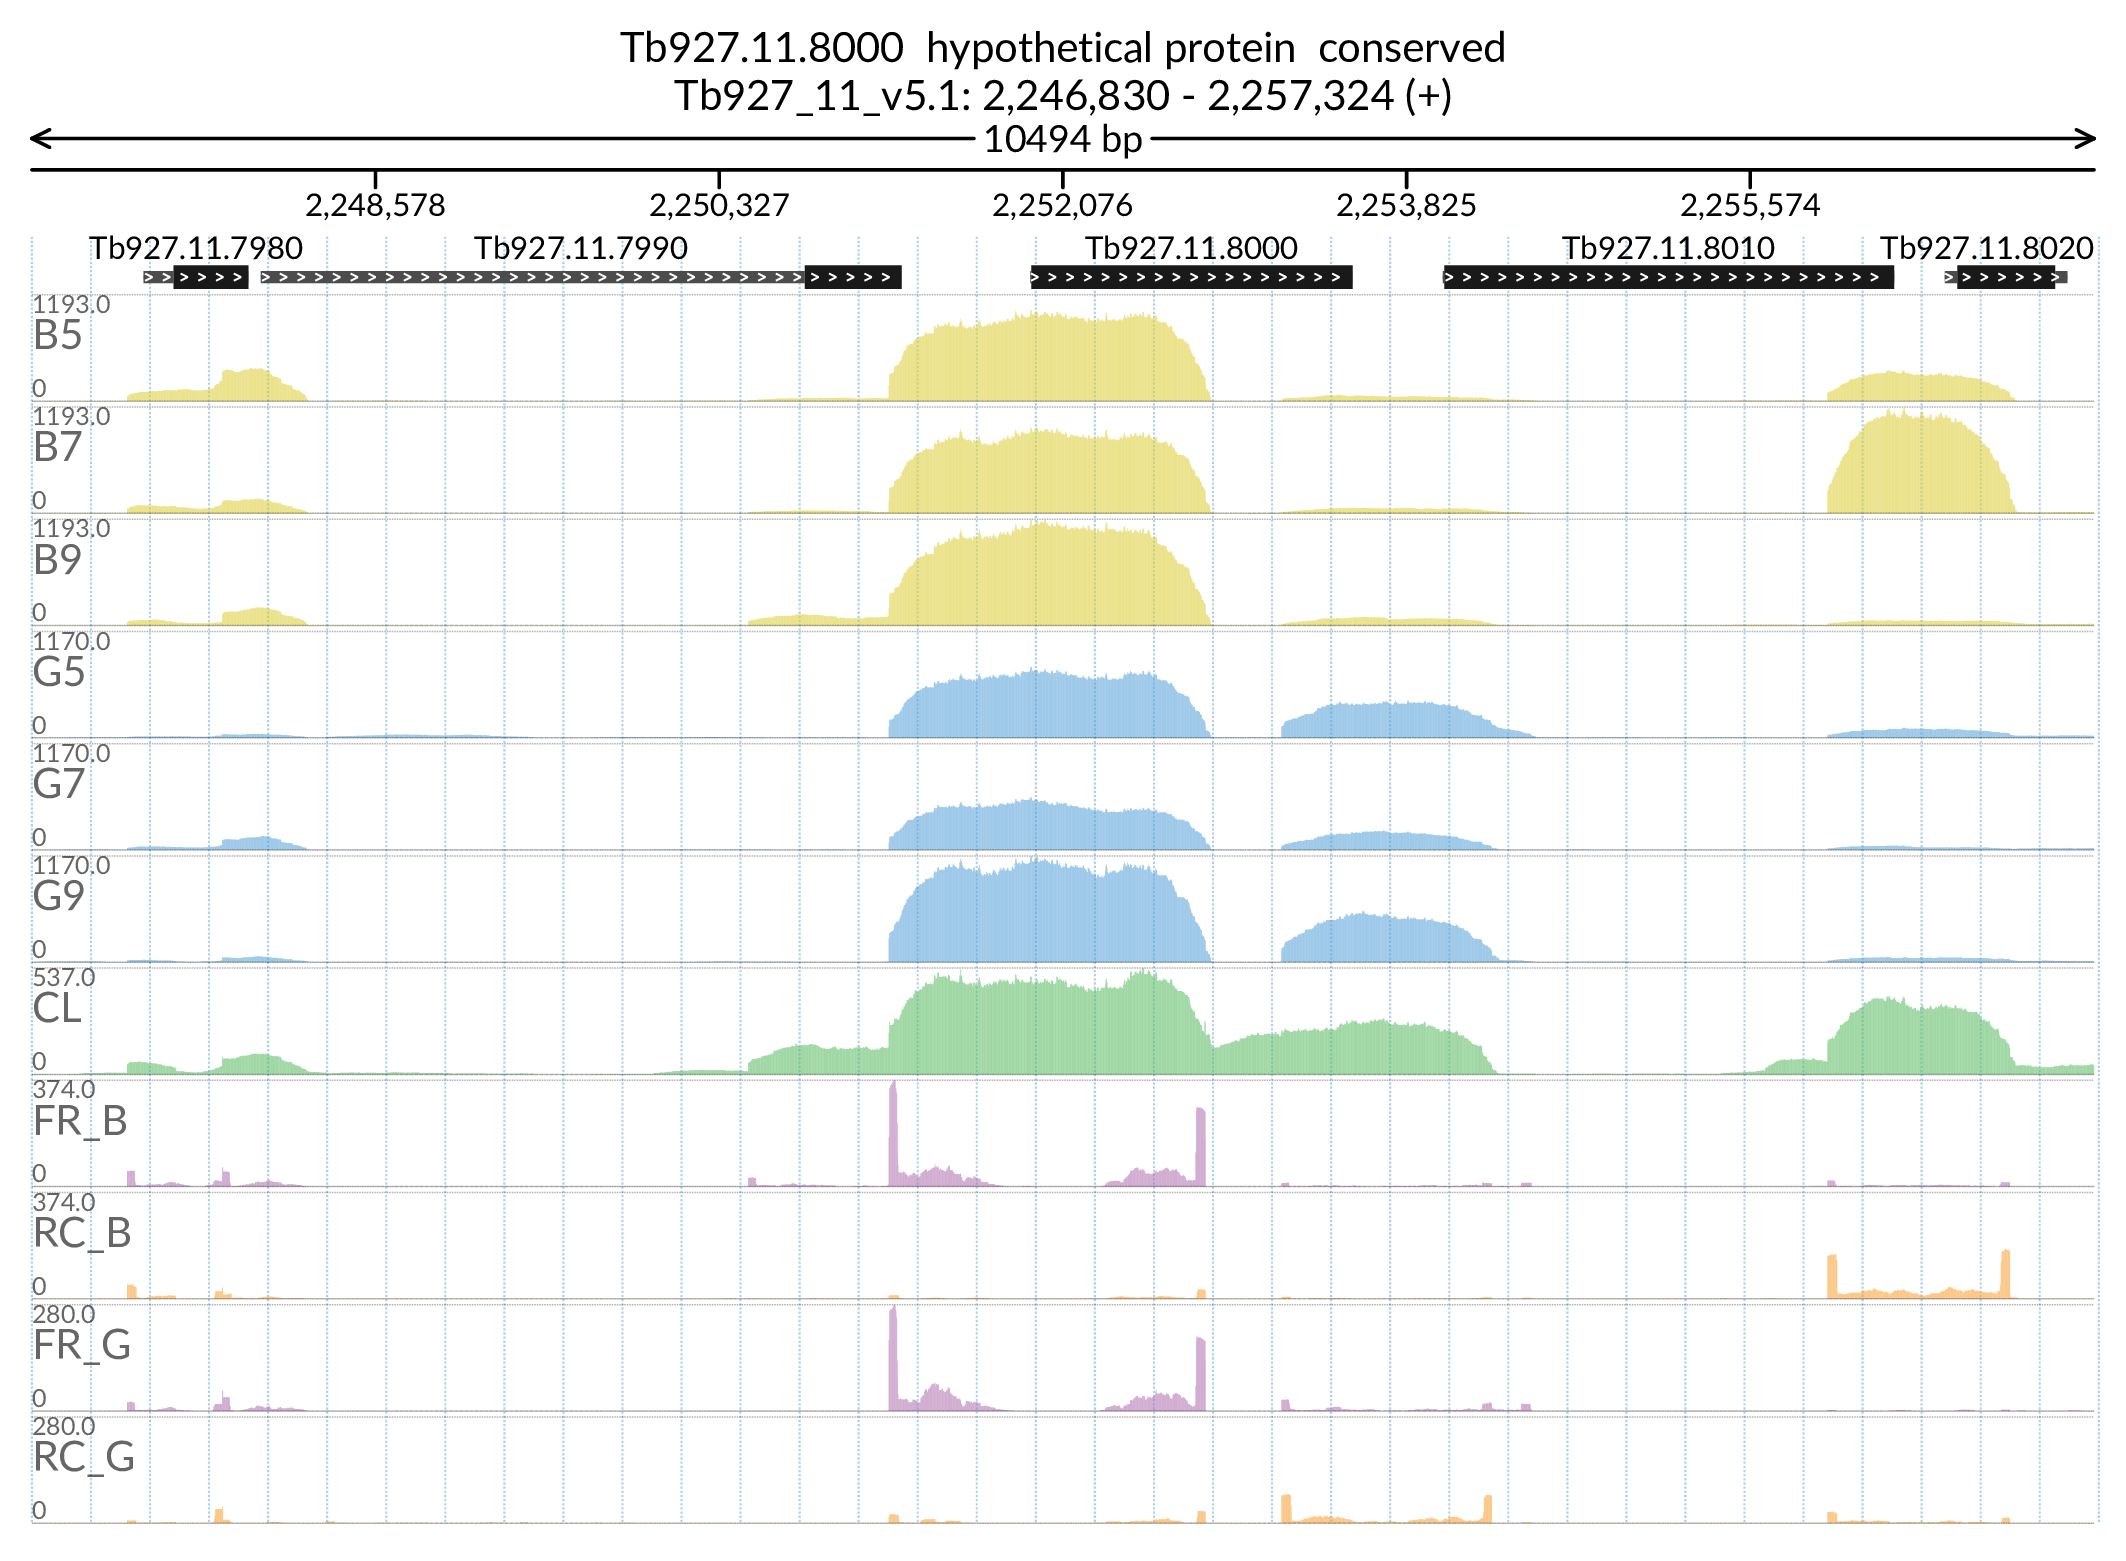 Tb927.11.8000 hypothetical protein conserved
Tb927_11_v5.1: 2,246,830 - 2,257,324 (+)
10494 bp
2,248,578 2,250,327 2,252,076 2,253,825 2,255,574
Tb927.11.7980 Tb927.11.7990 Tb927.11.8000 Tb927.11.8010 Tb927.11.8020
1193.0
B5
0
1193.0
B7
0
1193.0
B9
0
1170.0
G5
0
1170.0
G7
0
1170.0
G9
0
537.0
CL
0
374.0
FR_B
0
374.0
RC_B
0
280.0
FR_G
0
280.0
RC_G
0